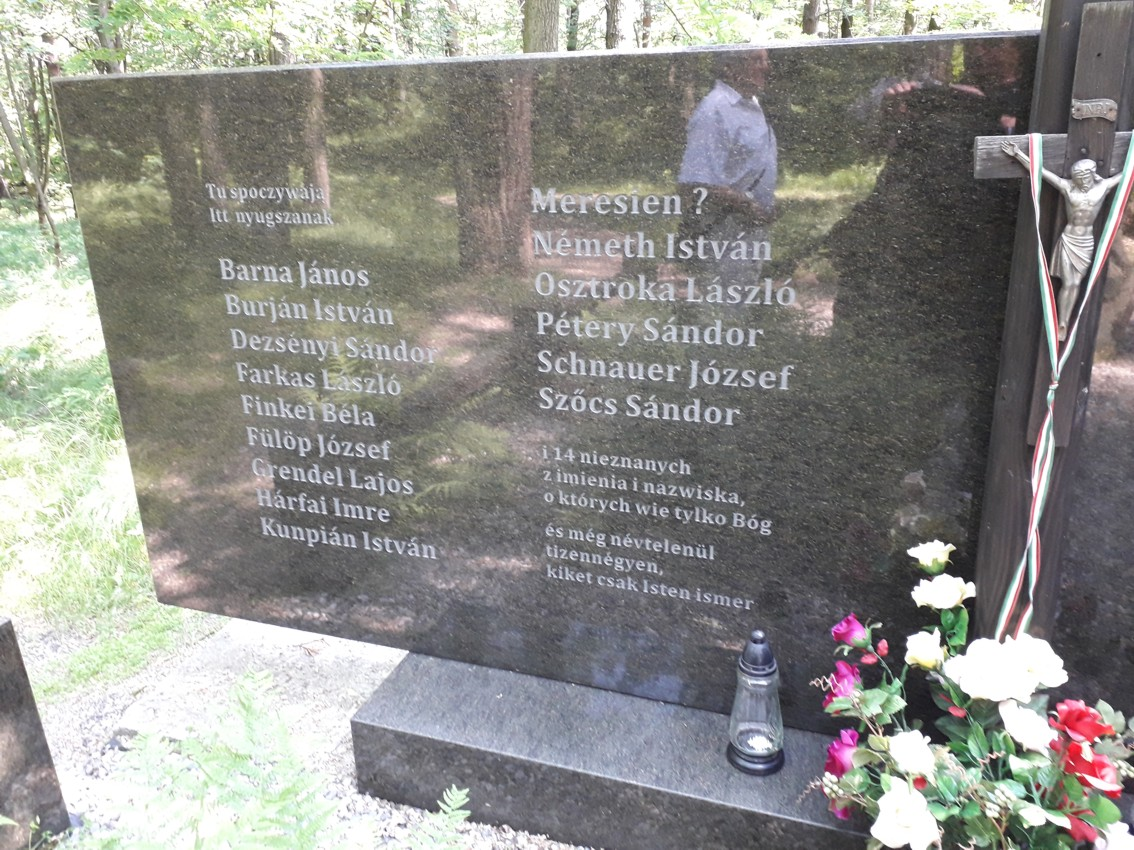 Tu spoczywają
Itt nyugszanak
Barna János
Burján István
Dezsényi Sándor
Farkas László
Finkei Béla
Fülöp József
Grendel Lajos
Hárfai Imre
Kunpián István
Meresien ?
Németh István
Osztroka László
Pétery Sándor
Schnauer József
Szőcs Sándor
i 14 nieznanych
z imienia i nazwiska,
o których wie tylko Bóg
és még névtelenül
tizennégyen,
kiket csak Isten ismer
INRI